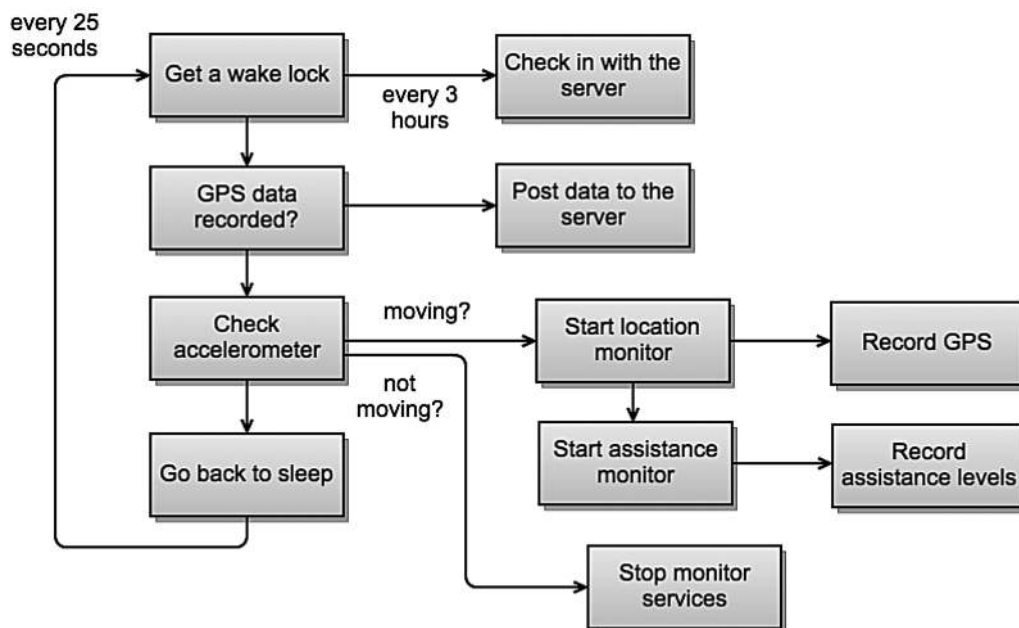 every 25
seconds
Get a wake lock
Check in with the
server
every 3
hours
GPS data
recorded?
Post data to the
server
Check
accelerometer
moving?
not
moving?
Start location
monitor
Record GPS
Go back to sleep
Start assistance
monitor
Record
assistance levels
Stop monitor
services